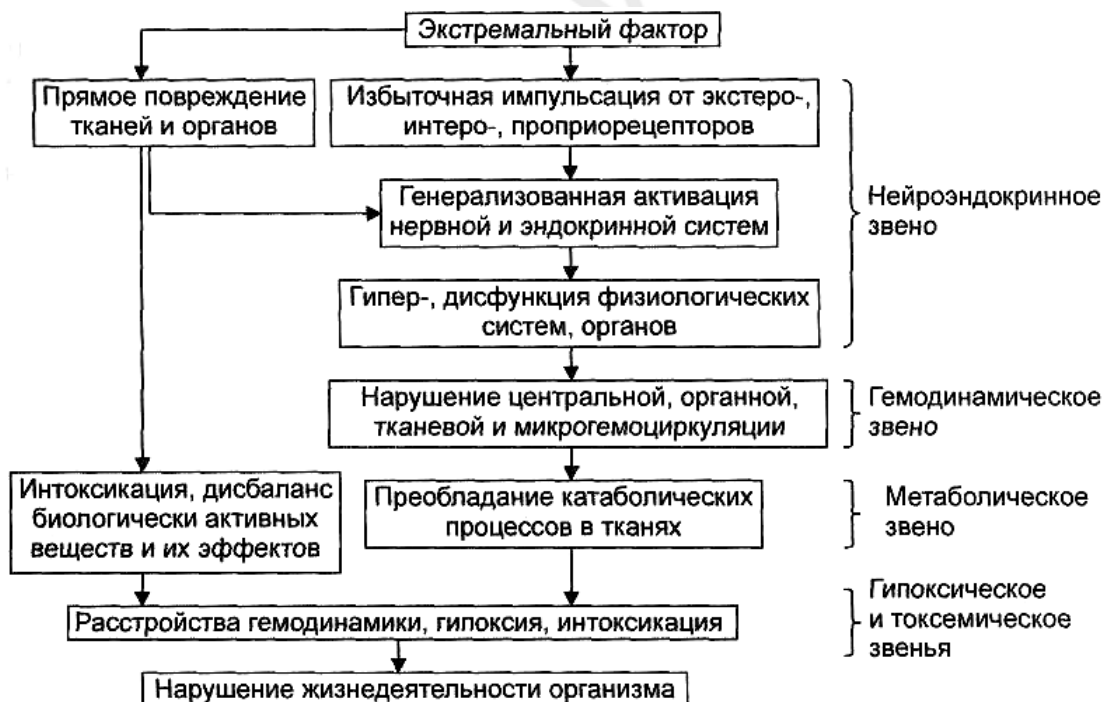 Экстремальный фактор
Прямое повреждение
тканей и органов
Избыточная импульсация от экстеро-,
интеро-, проприорецепторов
Генерализованная активация
нервной и эндокринной систем
Гипер-, дисфункция физиологических
систем, органов
Нейроэндокринное
звено
Нарушение центральной, органной,
тканевой и микрогемоциркуляции
Гемодинамическое
звено
Интоксикация, дисбаланс
биологически активных
веществ и их эффектов
Преобладание катаболических
процессов в тканях
Метаболическое
звено
Расстройства гемодинамики, гипоксия, интоксикация
Гипоксическое
и токсемическое
звенья
Нарушение жизнедеятельности организма